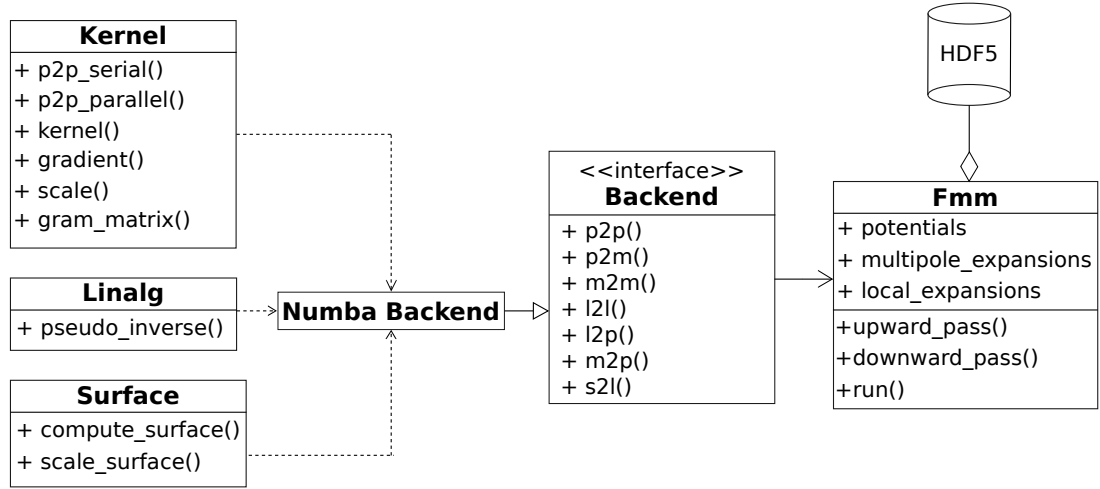 Kernel
+ p2p_serial()
+ p2p_parallel()
+ kernel()
+ gradient()
+ scale()
+ gram_matrix()
Linalg
+ pseudo_inverse()
Surface
+ compute_surface()
+ scale_surface()
Numba Backend
<<interface>>
Backend
+ p2p()
+ p2m()
+ m2m()
+ l2l()
+ l2p()
+ m2p()
+ s2l()
HDF5
Fmm
+ potentials
+ multipole_expansions
+ local_expansions
+upward_pass()
+downward_pass()
+run()